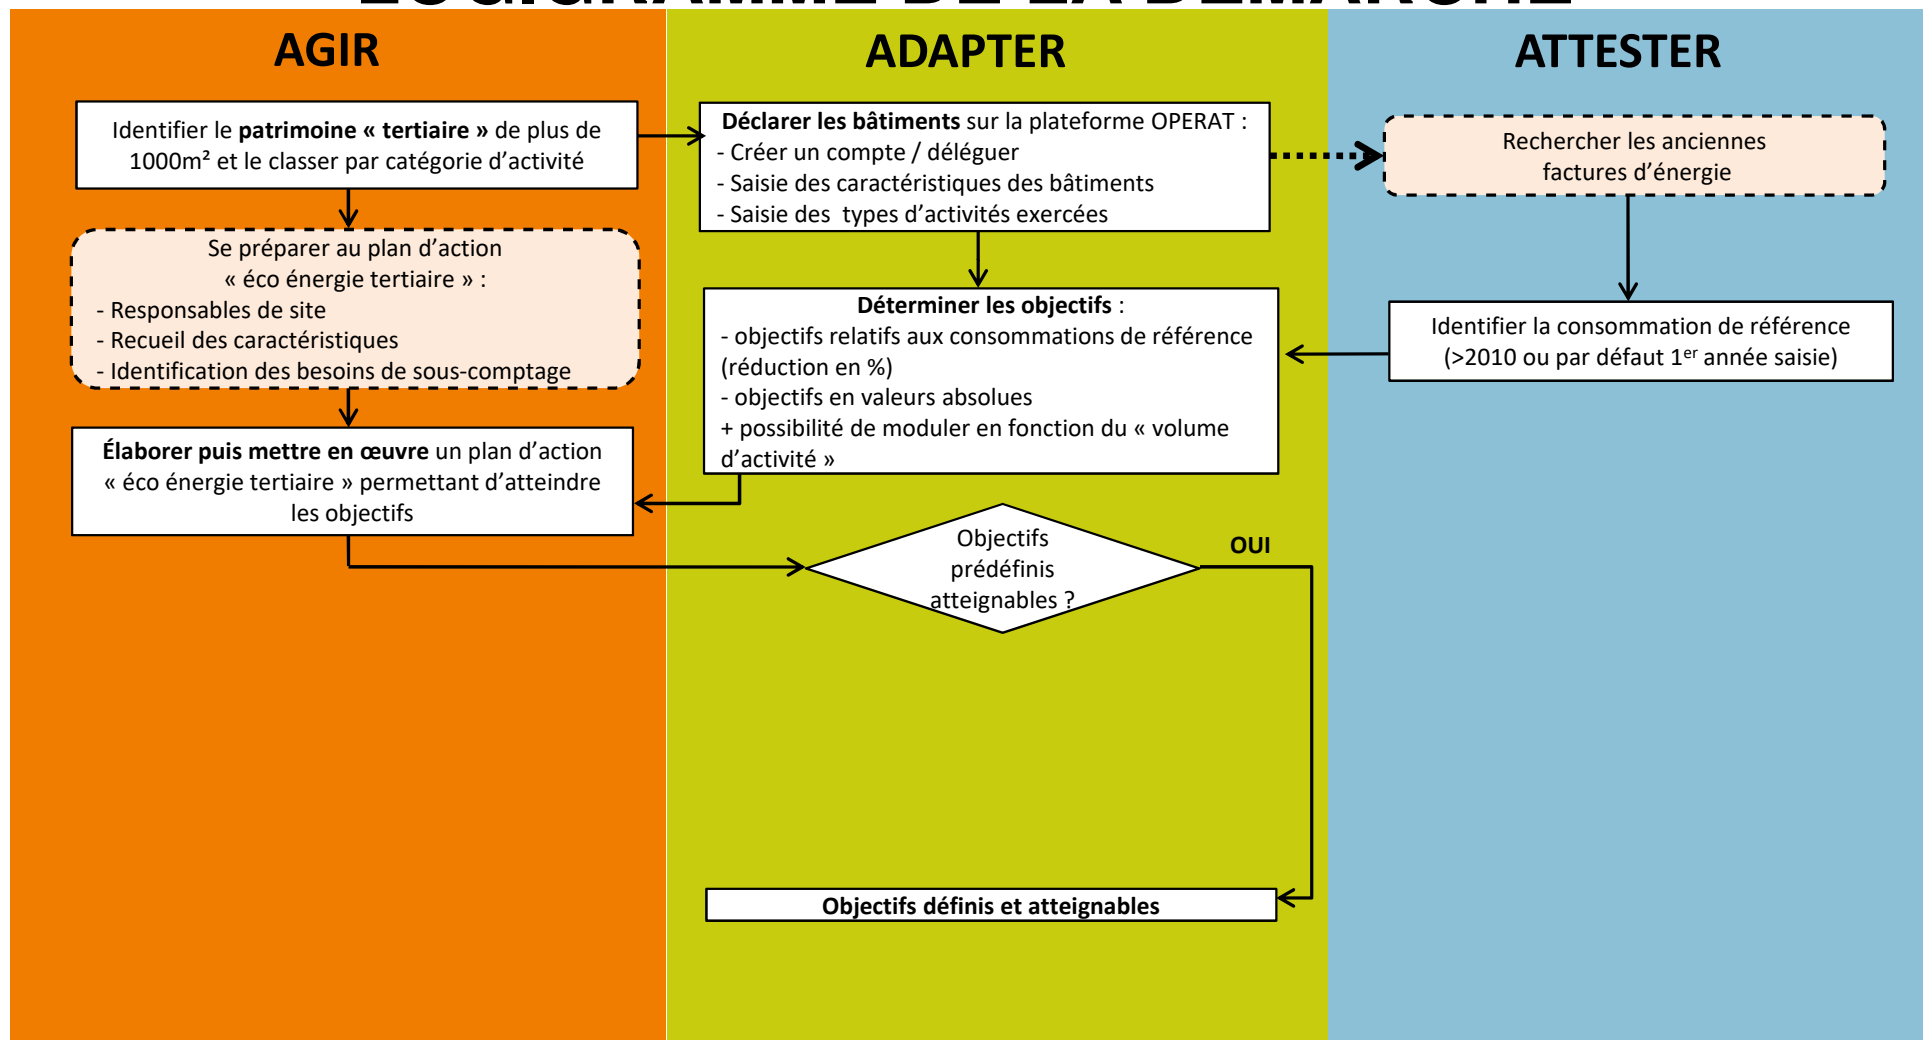 LOGIGRAMME DE LA DÉMARCHE
AGIR
Identifier le patrimoine « tertiaire » de plus de
1000m² et le classer par catégorie d’activité
Se préparer au plan d’action
« éco énergie tertiaire » :
- Responsables de site
- Recueil des caractéristiques
- Identification des besoins de sous-comptage
Élaborer puis mettre en œuvre un plan d’action
« éco énergie tertiaire » permettant d’atteindre
les objectifs
ADAPTER
Déclarer les bâtiments sur la plateforme OPERAT :
- Créer un compte / déléguer
- Saisie des caractéristiques des bâtiments
- Saisie des types d’activités exercées
Déterminer les objectifs :
- objectifs relatifs aux consommations de référence
(réduction en %)
- objectifs en valeurs absolues
+ possibilité de moduler en fonction du « volume
d’activité »
Objectifs
prédéfinis
atteignables ?
OUI
Objectifs définis et atteignables
ATTESTER
Rechercher les anciennes
factures d’énergie
Identifier la consommation de référence
(>2010 ou par défaut 1er année saisie)